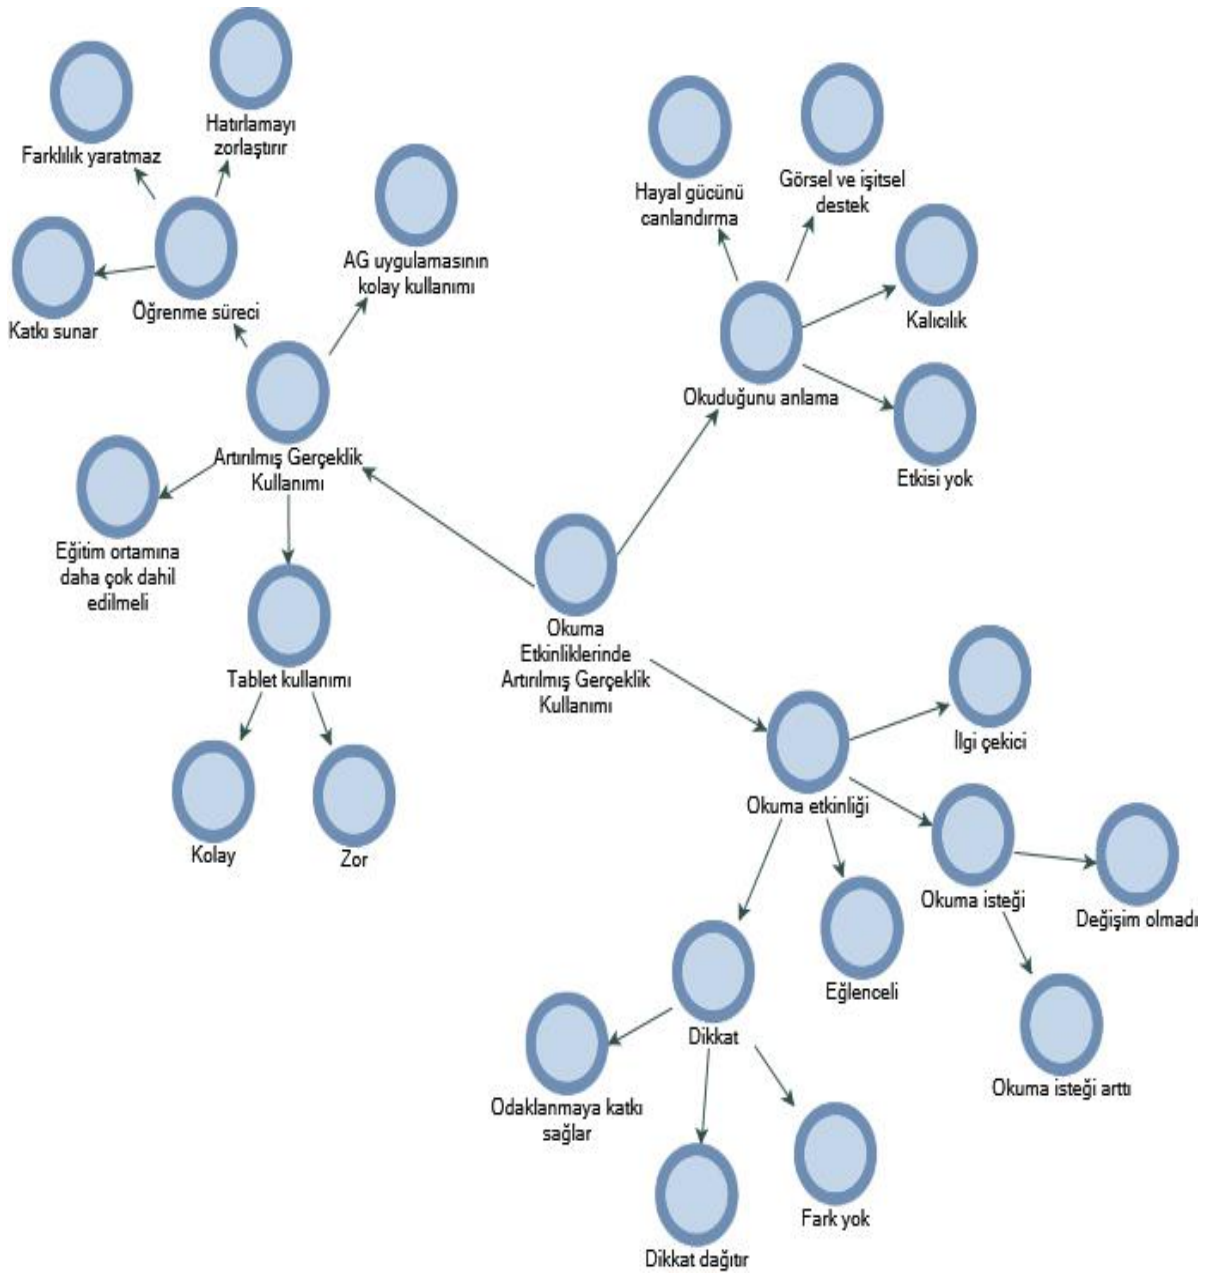 Farklılık yaratmaz
Hatırlamayı
zorlaştırır
Katkı sunar
Öğrenme süreci
AG uygulamasının
kolay kullanımı
Artırılmış Gerçeklik
Kullanımı
Eğitim ortamına
daha çok dahil
edilmeli
Tablet kullanımı
Kolay
Zor
Hayal gücünü
canlandırma
Görsel ve işitsel
destek
Kalıcılık
Okuduğunu anlama
Etkisi yok
Okuma
Etkinliklerinde
Artırılmış Gerçeklik
Kullanımı
İlgi çekici
Okuma etkinliği
Okuma isteği
Değişim olmadı
Okuma isteği arttı
Eğlenceli
Dikkat
Odaklanmaya katkı
sağlar
Fark yok
Dikkat dağıtır